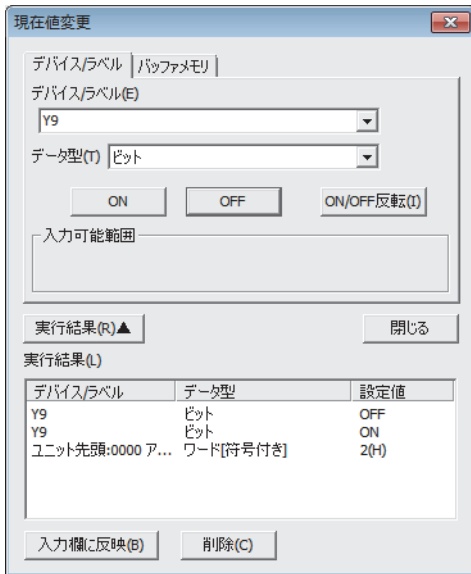 現在値変更
デバイス/ラベル バッファメモリ
デバイス/ラベル(E)
Y9
データ型(T) ビット
ON OFF ON/OFF反転(I)
入力可能範囲
実行結果(R)▲ 閉じる
実行結果(L)
デバイス/ラベル データ型 設定値
Y9 ビット OFF
Y9 ビット ON
ユニット先頭:0000 ア... ワード[符号付き] 2(H)
入力欄に反映(B) 削除(C)